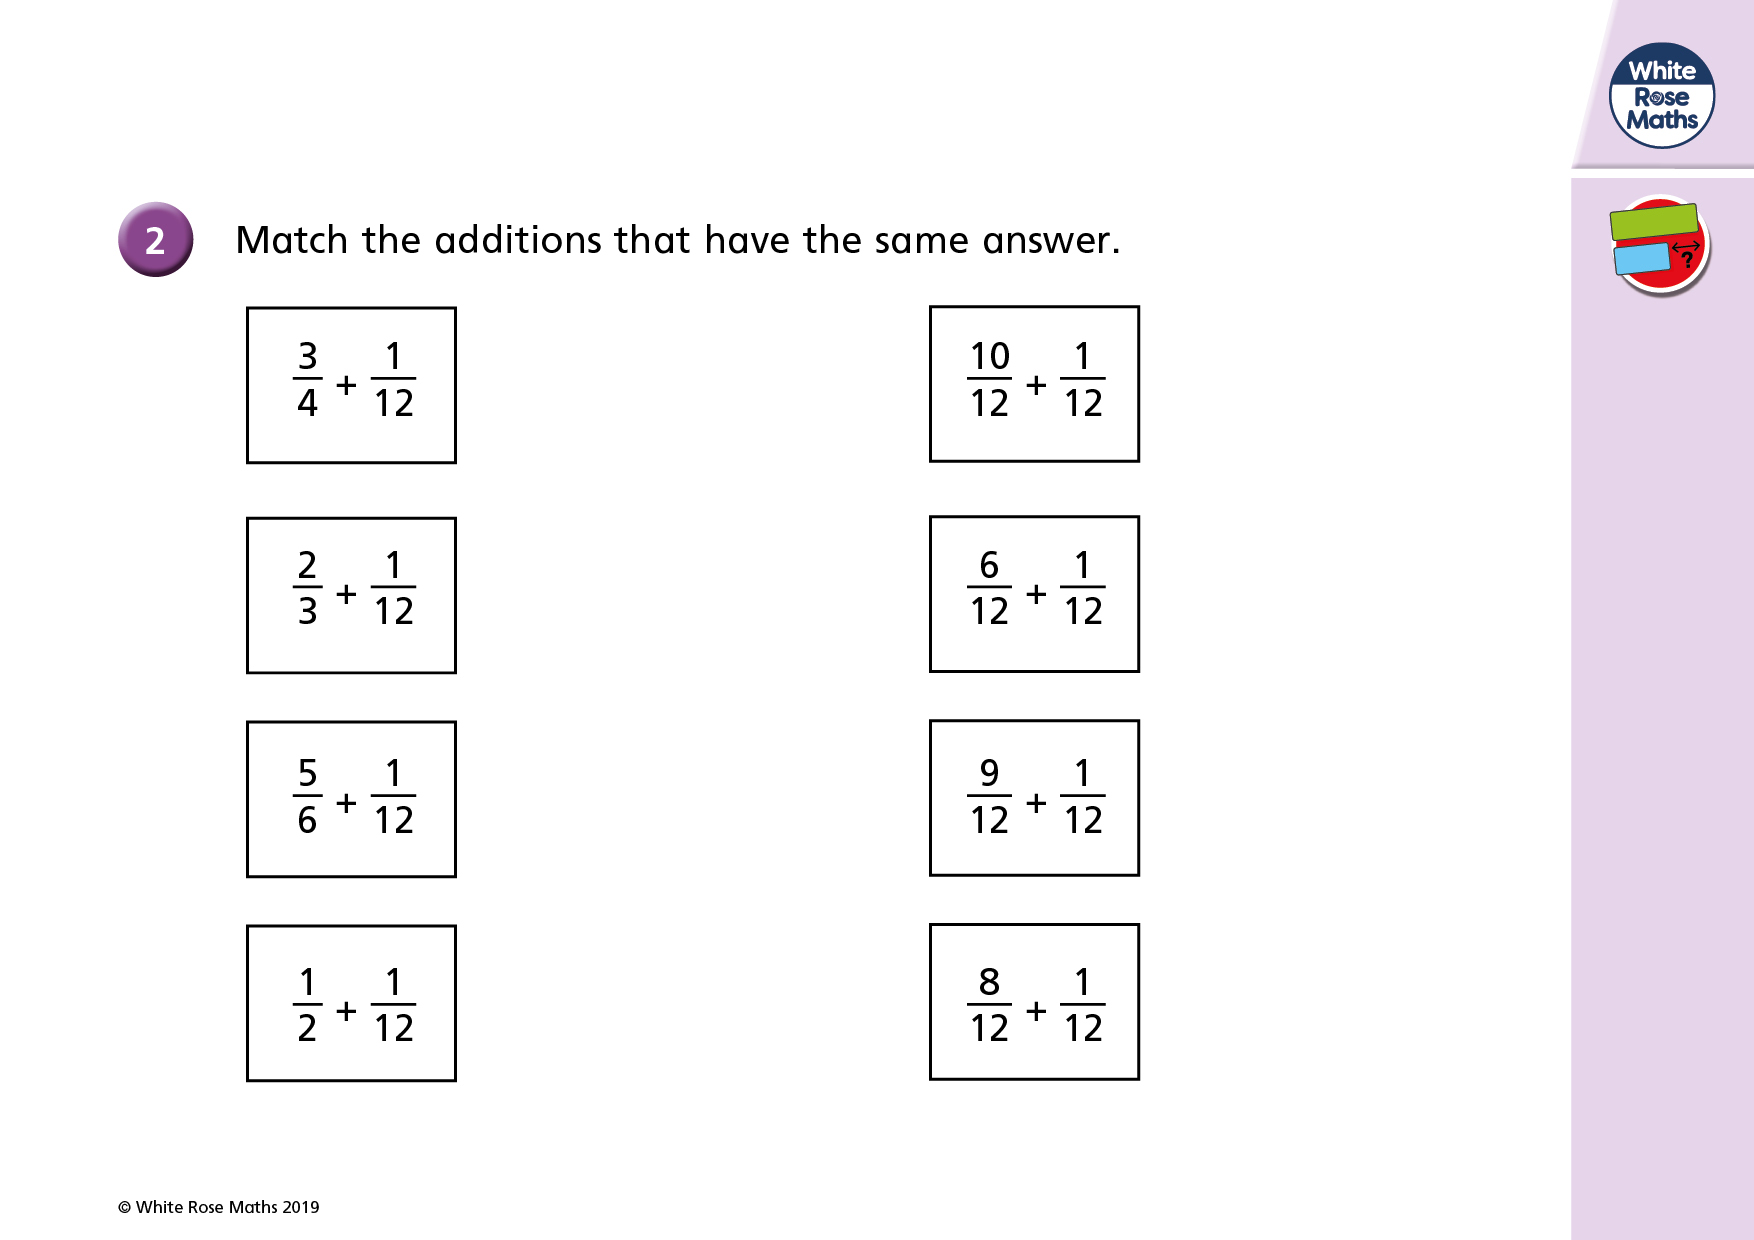 White
Rose
Maths
2 Match the additions that have the same answer.
3/4 + 1/12
10/12 + 1/12
2/3 + 1/12
6/12 + 1/12
5/6 + 1/12
9/12 + 1/12
1/2 + 1/12
8/12 + 1/12
?
© White Rose Maths 2019